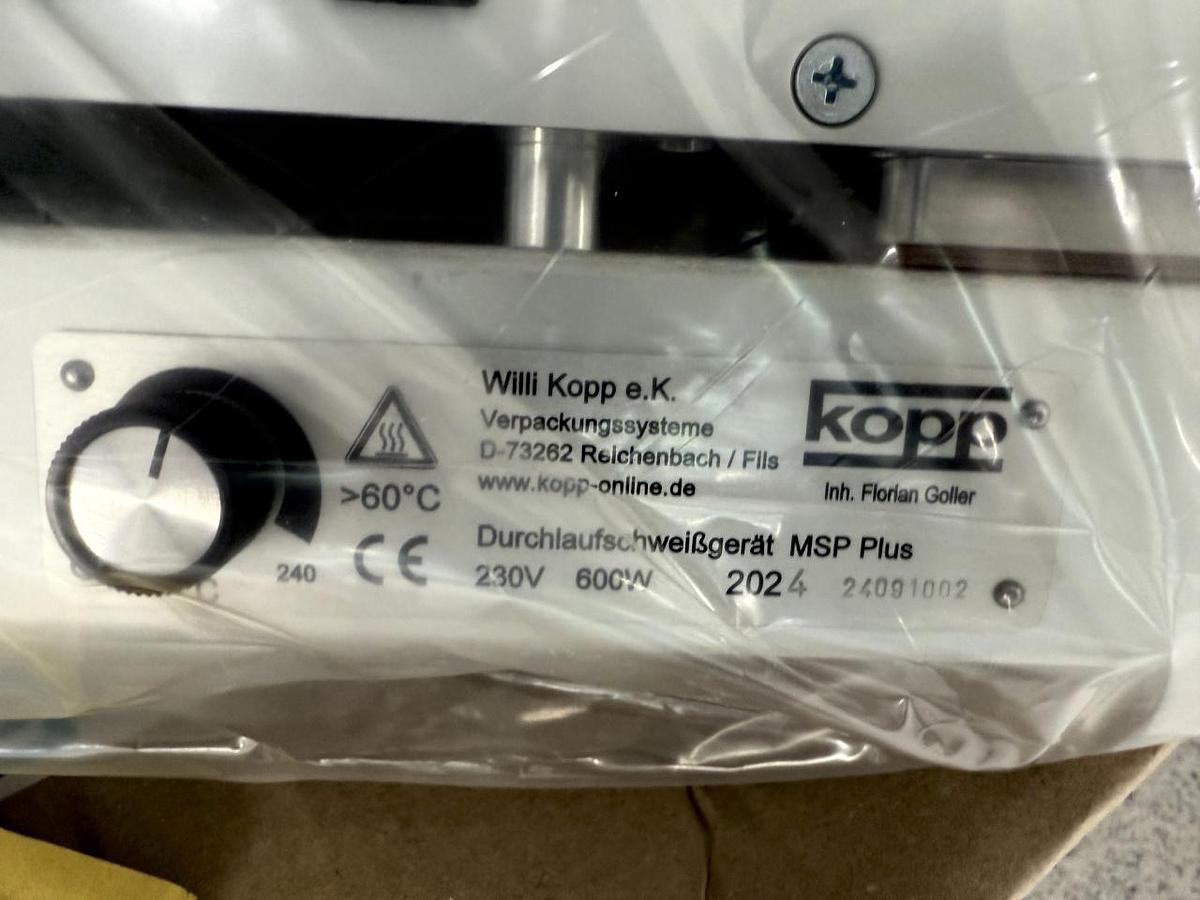 Willi Kopp e.K.
Verpackungssysteme
D-73262 Reichenbach / Fils
www.kopp-online.de
kopp
Inh. Florian Goller
>60°C
Durchlaufschweißgerät MSP Plus
240
CE
230V 600W 2024 24091002